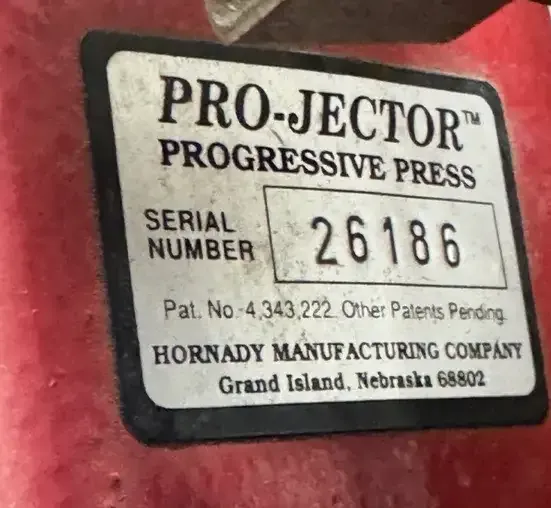 PRO-JECTOR™
PROGRESSIVE PRESS
SERIAL
NUMBER
26186
Pat. No. 4,343,222 Other Patents Pending
HORNADY MANUFACTURING COMPANY
Grand Island, Nebraska 68802